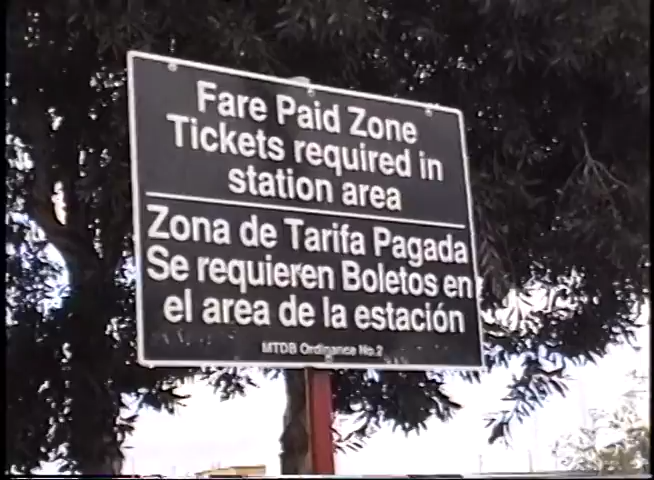 Fare Paid Zone
Tickets required in
station area
Zona de Tarifa Pagada
Se requieren Boletos en
el area de la estación
MTDB Ordinance No.2